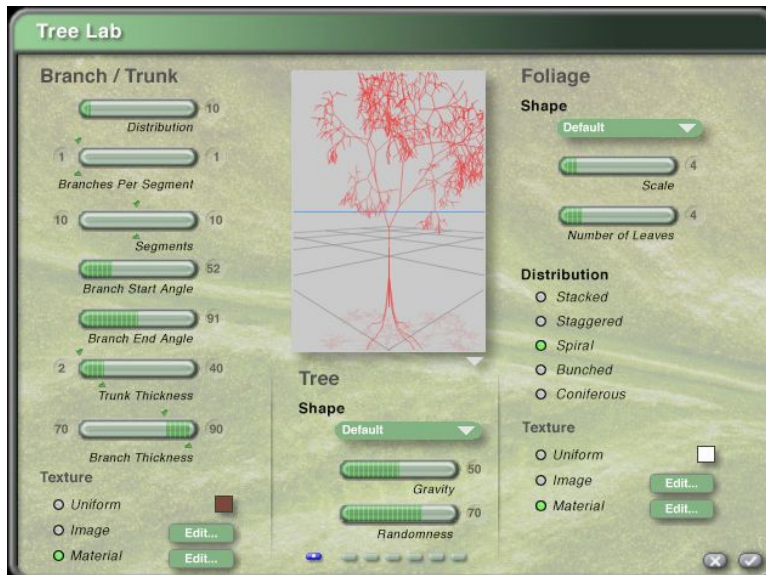 Tree Lab
Branch / Trunk
10
Distribution
1 1
Branches Per Segment
10 10
Segments
52
Branch Start Angle
91
Branch End Angle
2 40
Trunk Thickness
70 90
Branch Thickness
Texture
Uniform
Image Edit...
Material Edit...
Tree
Shape
Default
50
Gravity
70
Randomness
Foliage
Shape
Default
4
Scale
4
Number of Leaves
Distribution
Stacked
Staggered
Spiral
Bunched
Coniferous
Texture
Uniform
Image Edit...
Material Edit...